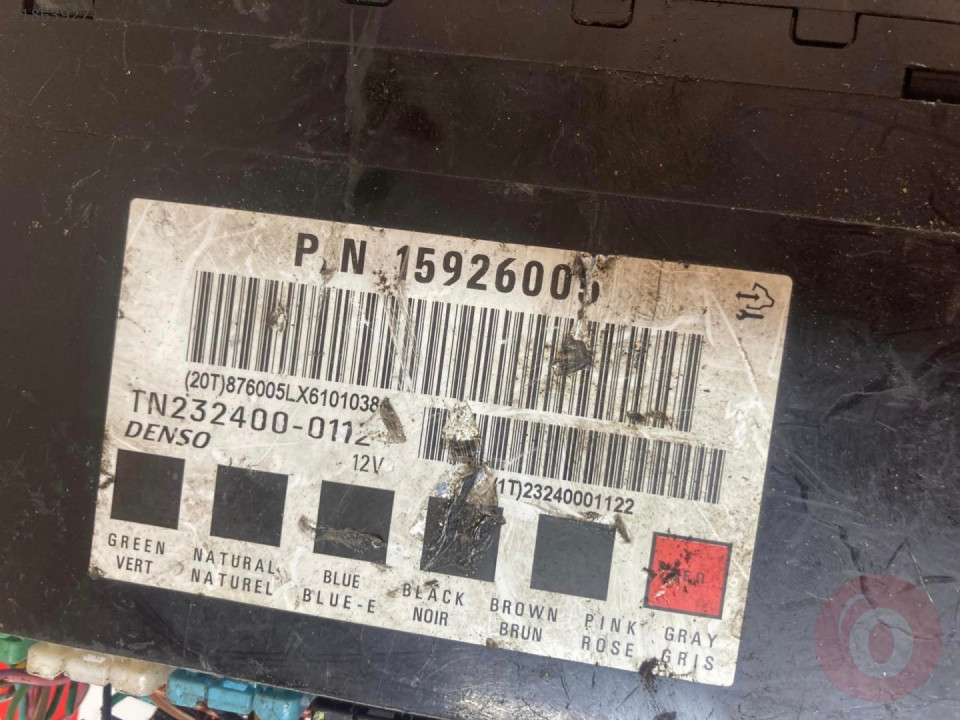 P/N 15926005
(20T)876005LX6101038
TN232400-0112
DENSO
12V
(1T)23240001122
GREEN
VERT
NATURAL
NATUREL
BLUE
BLUE-E
BLACK
NOIR
BROWN
BRUN
PINK
ROSE
GRAY
GRIS